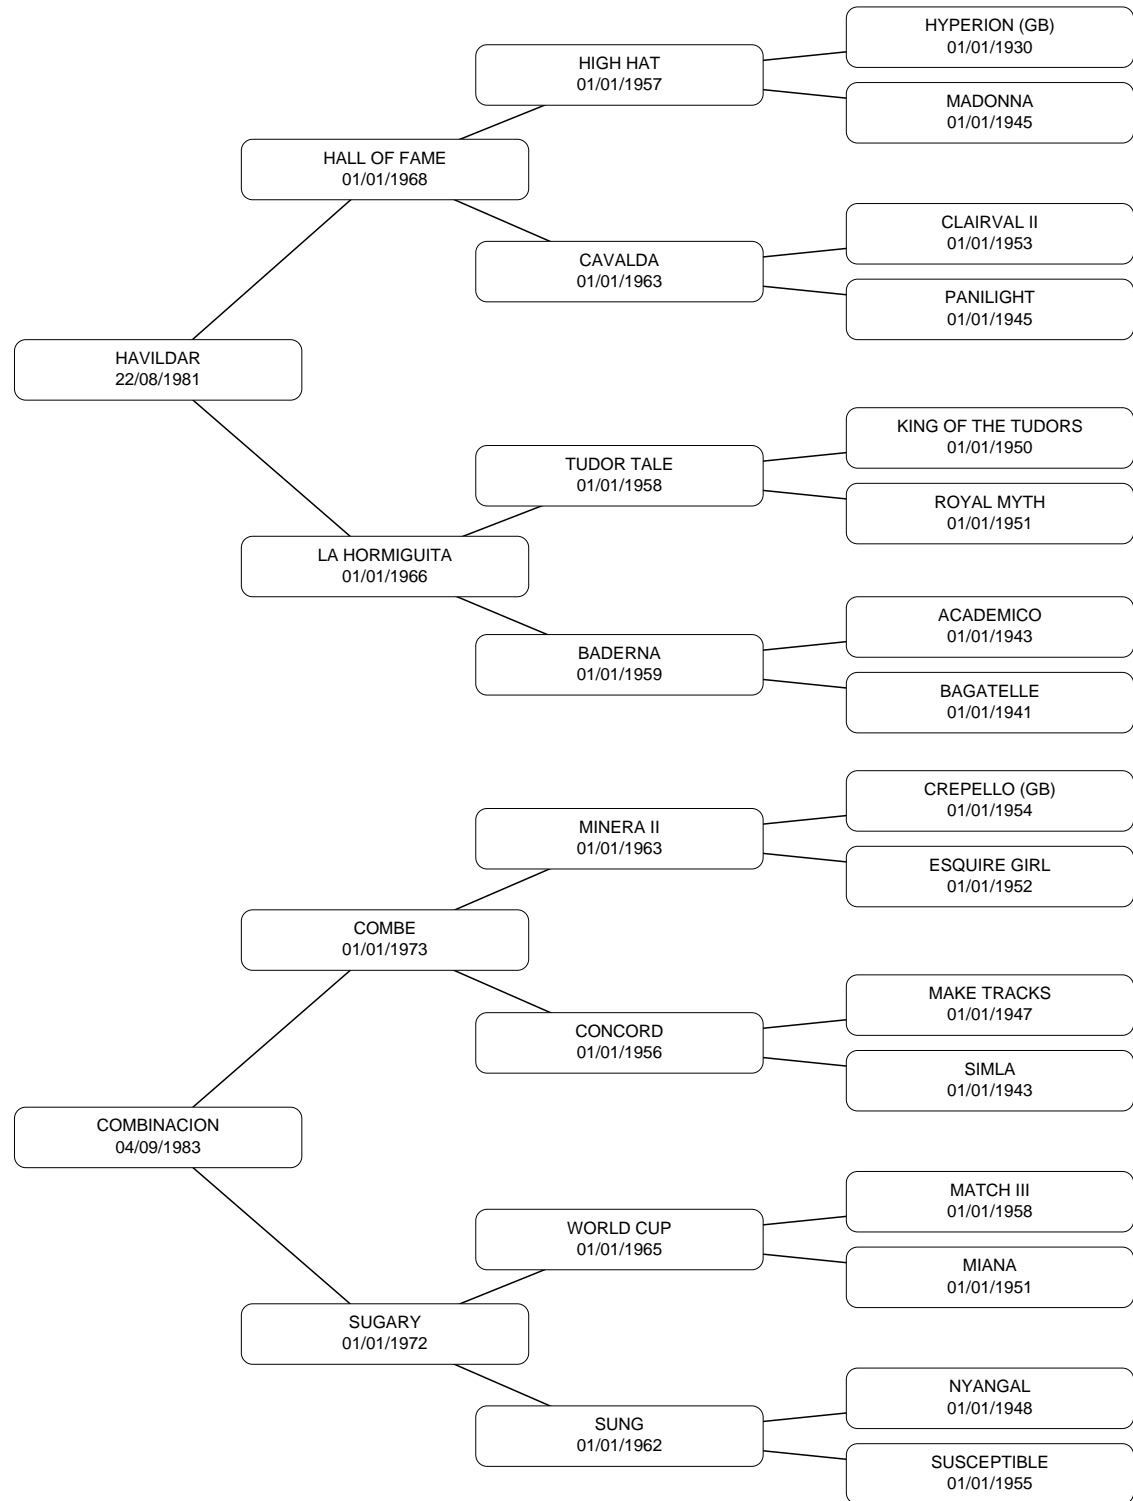 HYPERION (GB)
01/01/1930
HIGH HAT
01/01/1957
MADONNA
01/01/1945
HALL OF FAME
01/01/1968
CLAIRVAL II
01/01/1953
CAVALDA
01/01/1963
PANILIGHT
01/01/1945
HAVILDAR
22/08/1981
KING OF THE TUDORS
01/01/1950
TUDOR TALE
01/01/1958
ROYAL MYTH
01/01/1951
LA HORMIGUITA
01/01/1966
ACADEMICO
01/01/1943
BADERNA
01/01/1959
BAGATELLE
01/01/1941
CREPELLO (GB)
01/01/1954
MINERA II
01/01/1963
ESQUIRE GIRL
01/01/1952
COMBE
01/01/1973
MAKE TRACKS
01/01/1947
CONCORD
01/01/1956
SIMLA
01/01/1943
COMBINACION
04/09/1983
MATCH III
01/01/1958
WORLD CUP
01/01/1965
MIANA
01/01/1951
SUGARY
01/01/1972
NYANGAL
01/01/1948
SUNG
01/01/1962
SUSCEPTIBLE
01/01/1955